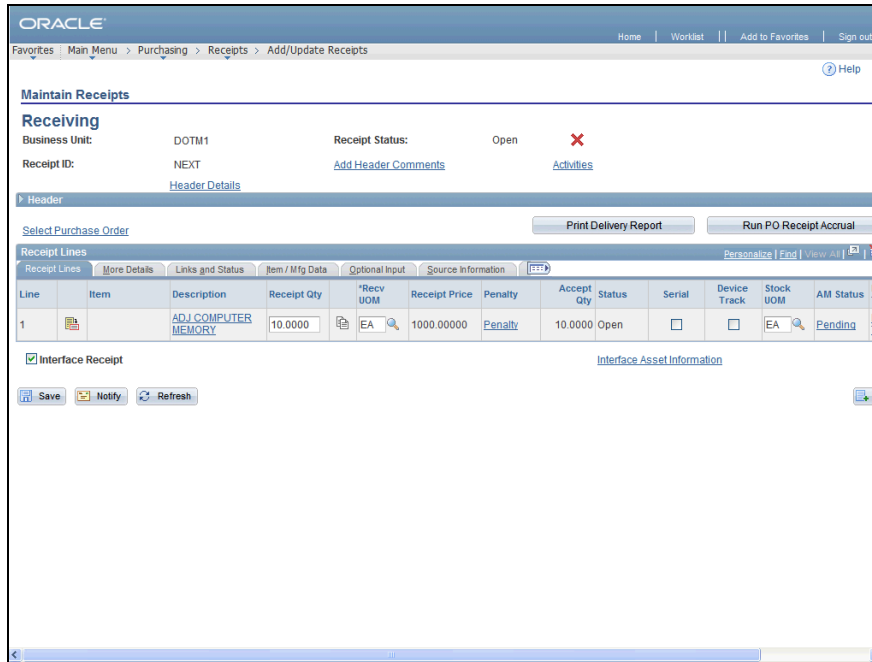 ORACLE
Home | Worklist | | Add to Favorites | Sign out
Favorites | Main Menu > Purchasing > Receipts > Add/Update Receipts
? Help
Maintain Receipts
Receiving
Business Unit: DOTM1 Receipt Status: Open
Receipt ID: NEXT Add Header Comments Activities
Header Details
Header
Select Purchase Order Print Delivery Report Run PO Receipt Accrual
Receipt Lines Personalize | Find | View All |
Receipt Lines More Details Links and Status Item / Mfg Data Optional Input Source Information
Line Item Description Receipt Qty *Recv UOM Receipt Price Penalty Accept Qty Status Serial Device Track Stock UOM AM Status
1 ADJ COMPUTER MEMORY 10.0000 EA 1000.00000 Penalty 10.0000 Open EA Pending
Interface Receipt Interface Asset Information
Save Notify Refresh